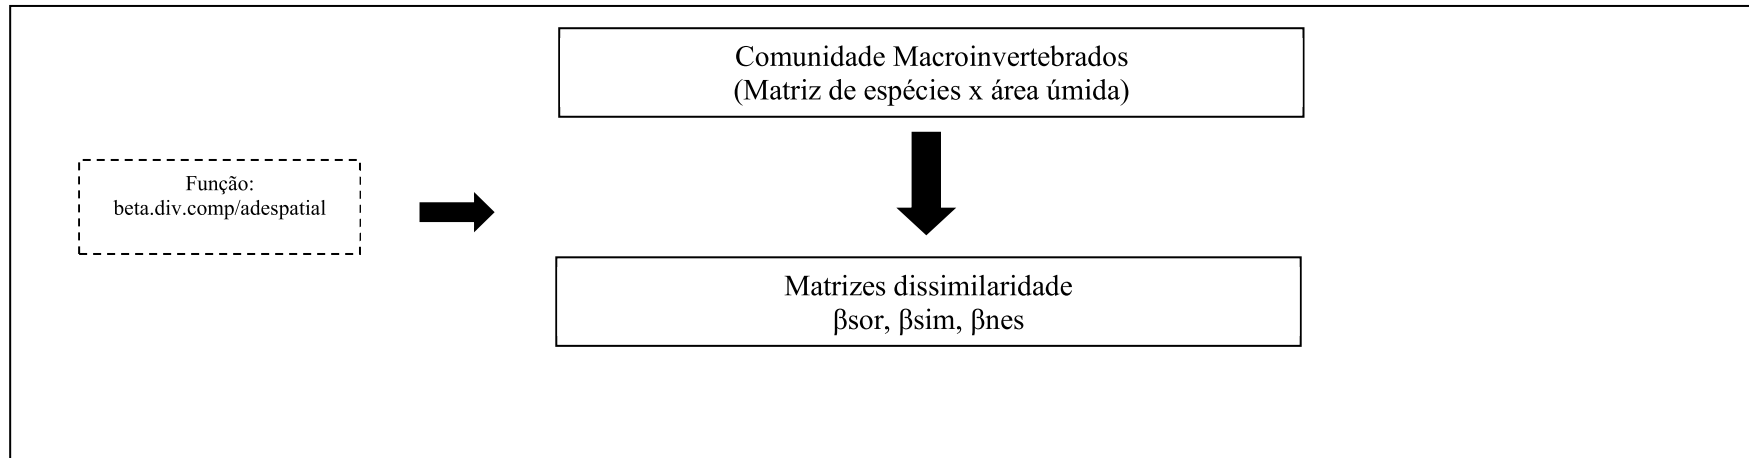 Comunidade Macroinvertebrados
(Matriz de espécies x área úmida)
Função:
beta.div.comp/adespatial
Matrizes dissimilaridade
βsor, βsim, βnes